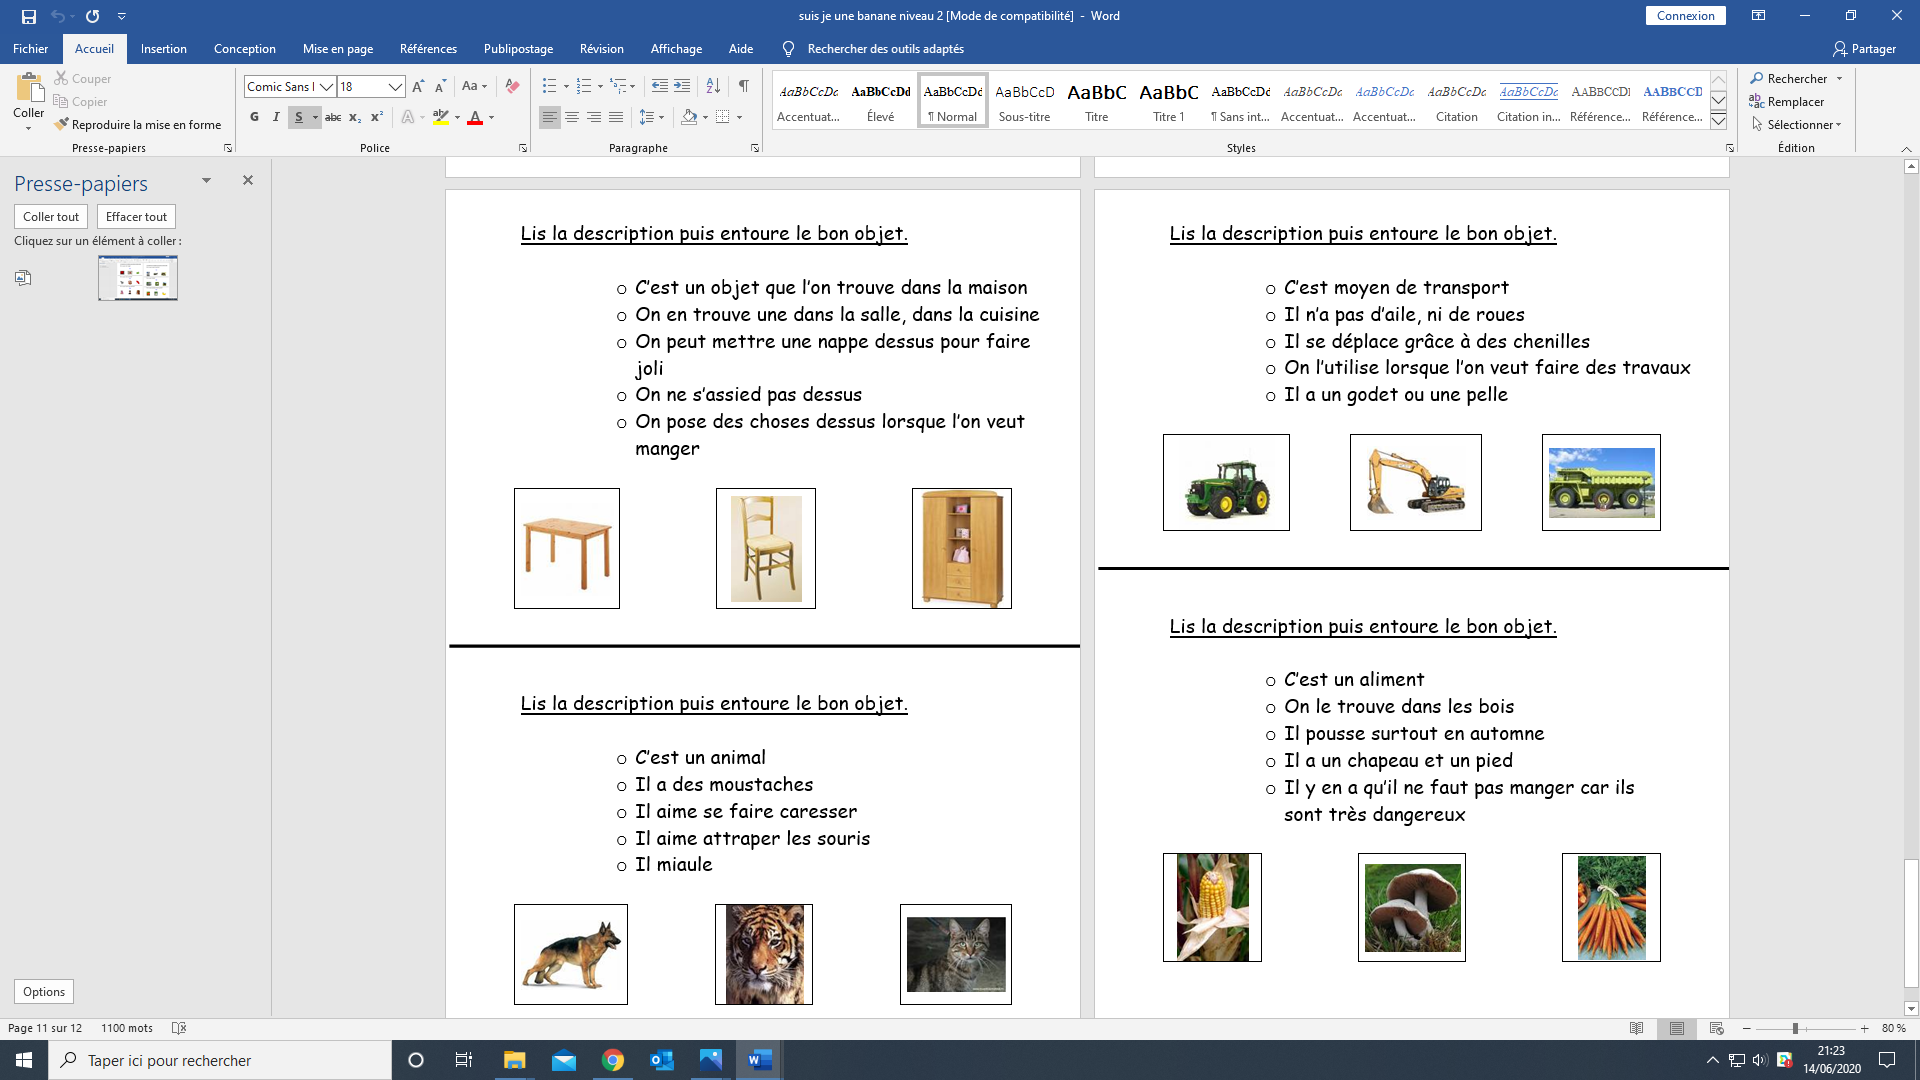 suis je une banane niveau 2 [Mode de compatibilité] - Word
Connexion
Fichier Accueil Insertion Conception Mise en page Références Publipostage Révision Affichage Aide Rechercher des outils adaptés Partager
Coller
Couper
Copier
Reproduire la mise en forme
Presse-papiers
Comic Sans 18 Aa
G I S abc x₂ x² A A
Police
Paragraphe
AaBbCcDc AaBbCcDd AaBbCcDd AaBbCcD AaBbC AaBbC AaBbCcDd AaBbCcDc AaBbCcDc AaBbCcDc AaBbCcDc AABBCCDI AABBCCD
Accentuat... Élevé ¶ Normal Sous-titre Titre Titre 1 ¶ Sans int... Accentuat... Accentuat... Citation Citation in... Référence... Référence...
Styles
Rechercher
Remplacer
Sélectionner
Édition
Presse-papiers
Coller tout Effacer tout
Cliquez sur un élément à coller :
Options
Lis la description puis entoure le bon objet.
o C'est un objet que l'on trouve dans la maison
o On en trouve une dans la salle, dans la cuisine
o On peut mettre une nappe dessus pour faire
joli
o On ne s'assied pas dessus
o On pose des choses dessus lorsque l'on veut
manger
Lis la description puis entoure le bon objet.
o C'est un animal
o Il a des moustaches
o Il aime se faire caresser
o Il aime attraper les souris
o Il miaule
Lis la description puis entoure le bon objet.
o C'est moyen de transport
o Il n'a pas d'aile, ni de roues
o Il se déplace grâce à des chenilles
o On l'utilise lorsque l'on veut faire des travaux
o Il a un godet ou une pelle
Lis la description puis entoure le bon objet.
o C'est un aliment
o On le trouve dans les bois
o Il pousse surtout en automne
o Il a un chapeau et un pied
o Il y en a qu'il ne faut pas manger car ils
sont très dangereux
Page 11 sur 12 1100 mots
80 %
Taper ici pour rechercher
21:23
14/06/2020